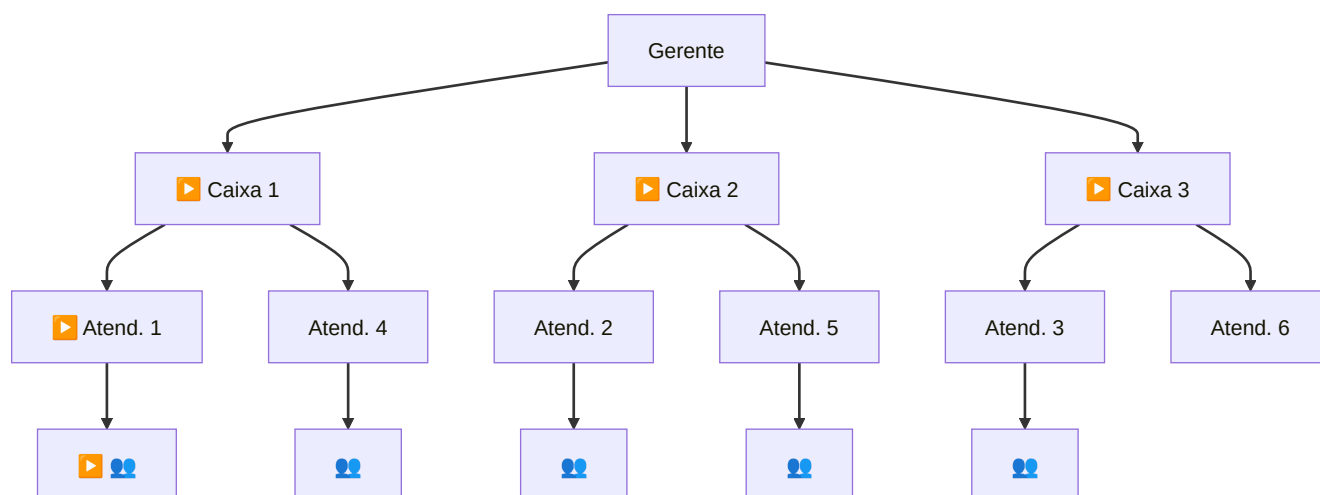 Gerente
▶️ Caixa 1
▶️ Caixa 2
▶️ Caixa 3
▶️ Atend. 1
Atend. 4
Atend. 2
Atend. 5
Atend. 3
Atend. 6
▶️ 👥
👥
👥
👥
👥